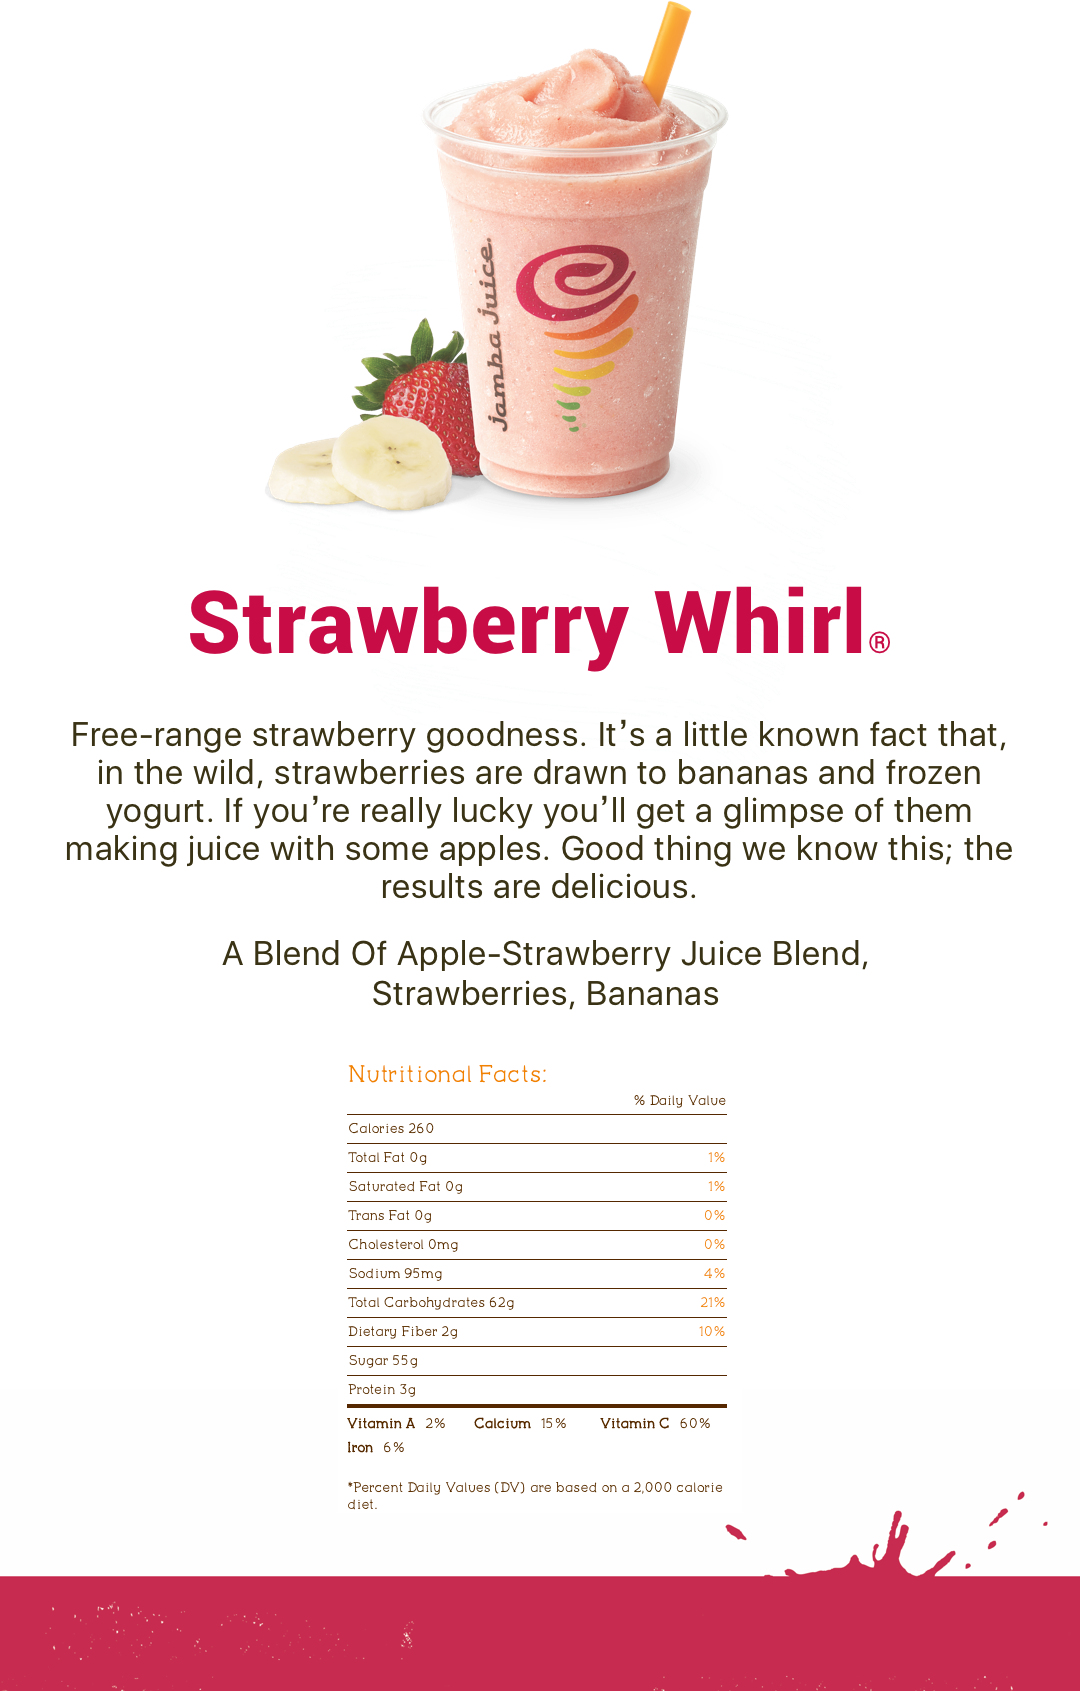 jamba juice.
Strawberry Whirl®
Free-range strawberry goodness. It’s a little known fact that,
in the wild, strawberries are drawn to bananas and frozen
yogurt. If you’re really lucky you’ll get a glimpse of them
making juice with some apples. Good thing we know this; the
results are delicious.
A Blend Of Apple-Strawberry Juice Blend,
Strawberries, Bananas
Nutritional Facts:
% Daily Value
Calories 260
Total Fat 0g 1%
Saturated Fat 0g 1%
Trans Fat 0g 0%
Cholesterol 0mg 0%
Sodium 95mg 4%
Total Carbohydrates 62g 21%
Dietary Fiber 2g 10%
Sugar 55g
Protein 3g
Vitamin A 2% Calcium 15% Vitamin C 60%
Iron 6%
*Percent Daily Values (DV) are based on a 2,000 calorie
diet.